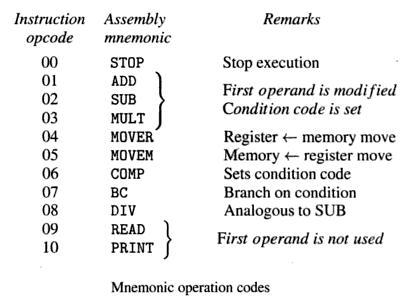 Instruction Assembly Remarks
opcode mnemonic
00 STOP Stop execution
01 ADD
02 SUB First operand is modified
03 MULT Condition code is set
04 MOVER Register ← memory move
05 MOVEM Memory ← register move
06 COMP Sets condition code
07 BC Branch on condition
08 DIV Analogous to SUB
09 READ
10 PRINT First operand is not used
Mnemonic operation codes